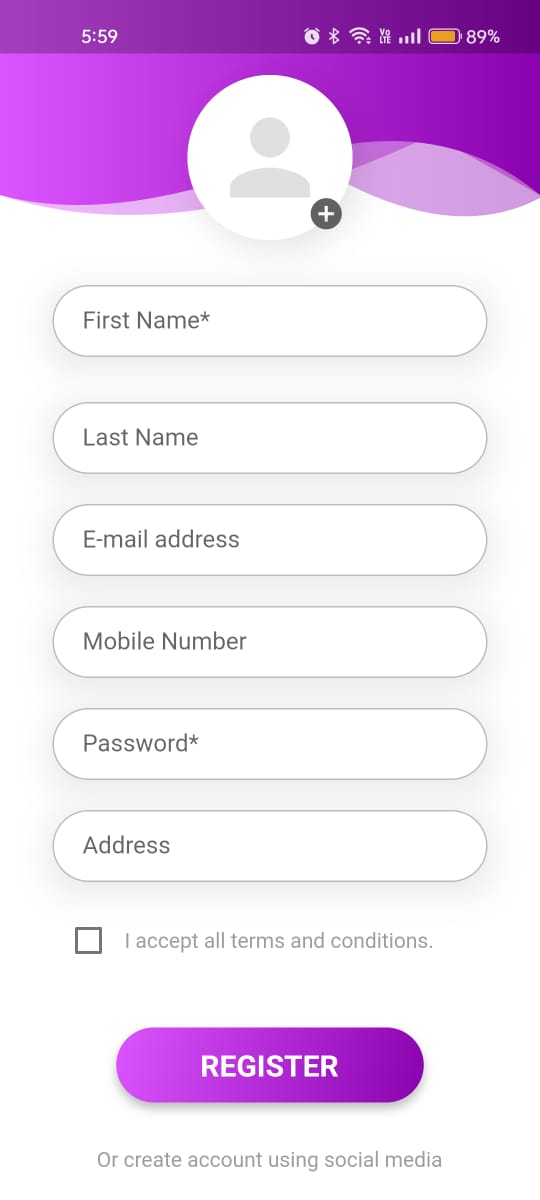 5:59 Vo LTE 89%
First Name*
Last Name
E-mail address
Mobile Number
Password*
Address
I accept all terms and conditions.
REGISTER
Or create account using social media